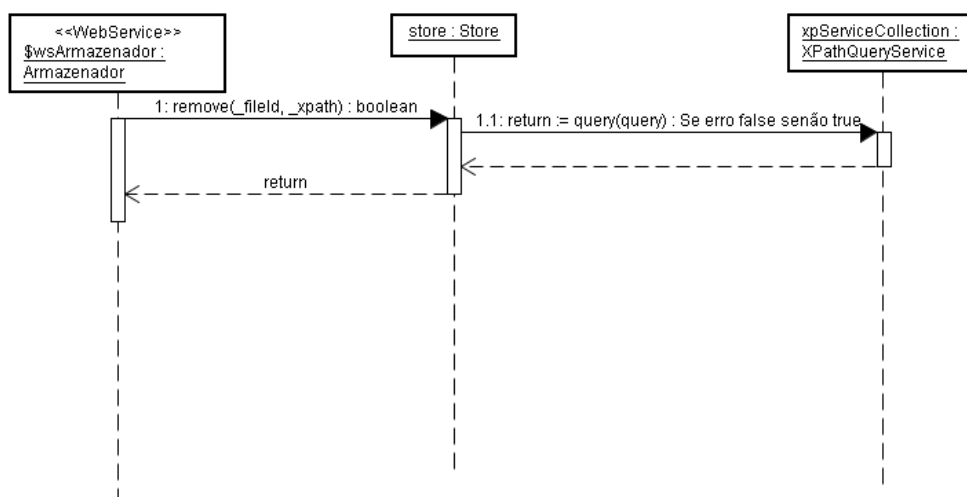 <<WebService>>
$wsArmazenador :
Armazenador
store : Store
xpServiceCollection :
XPathQueryService
1: remove(_fileId, _xpath) : boolean
1.1: return := query(query) : Se erro false senão true
return